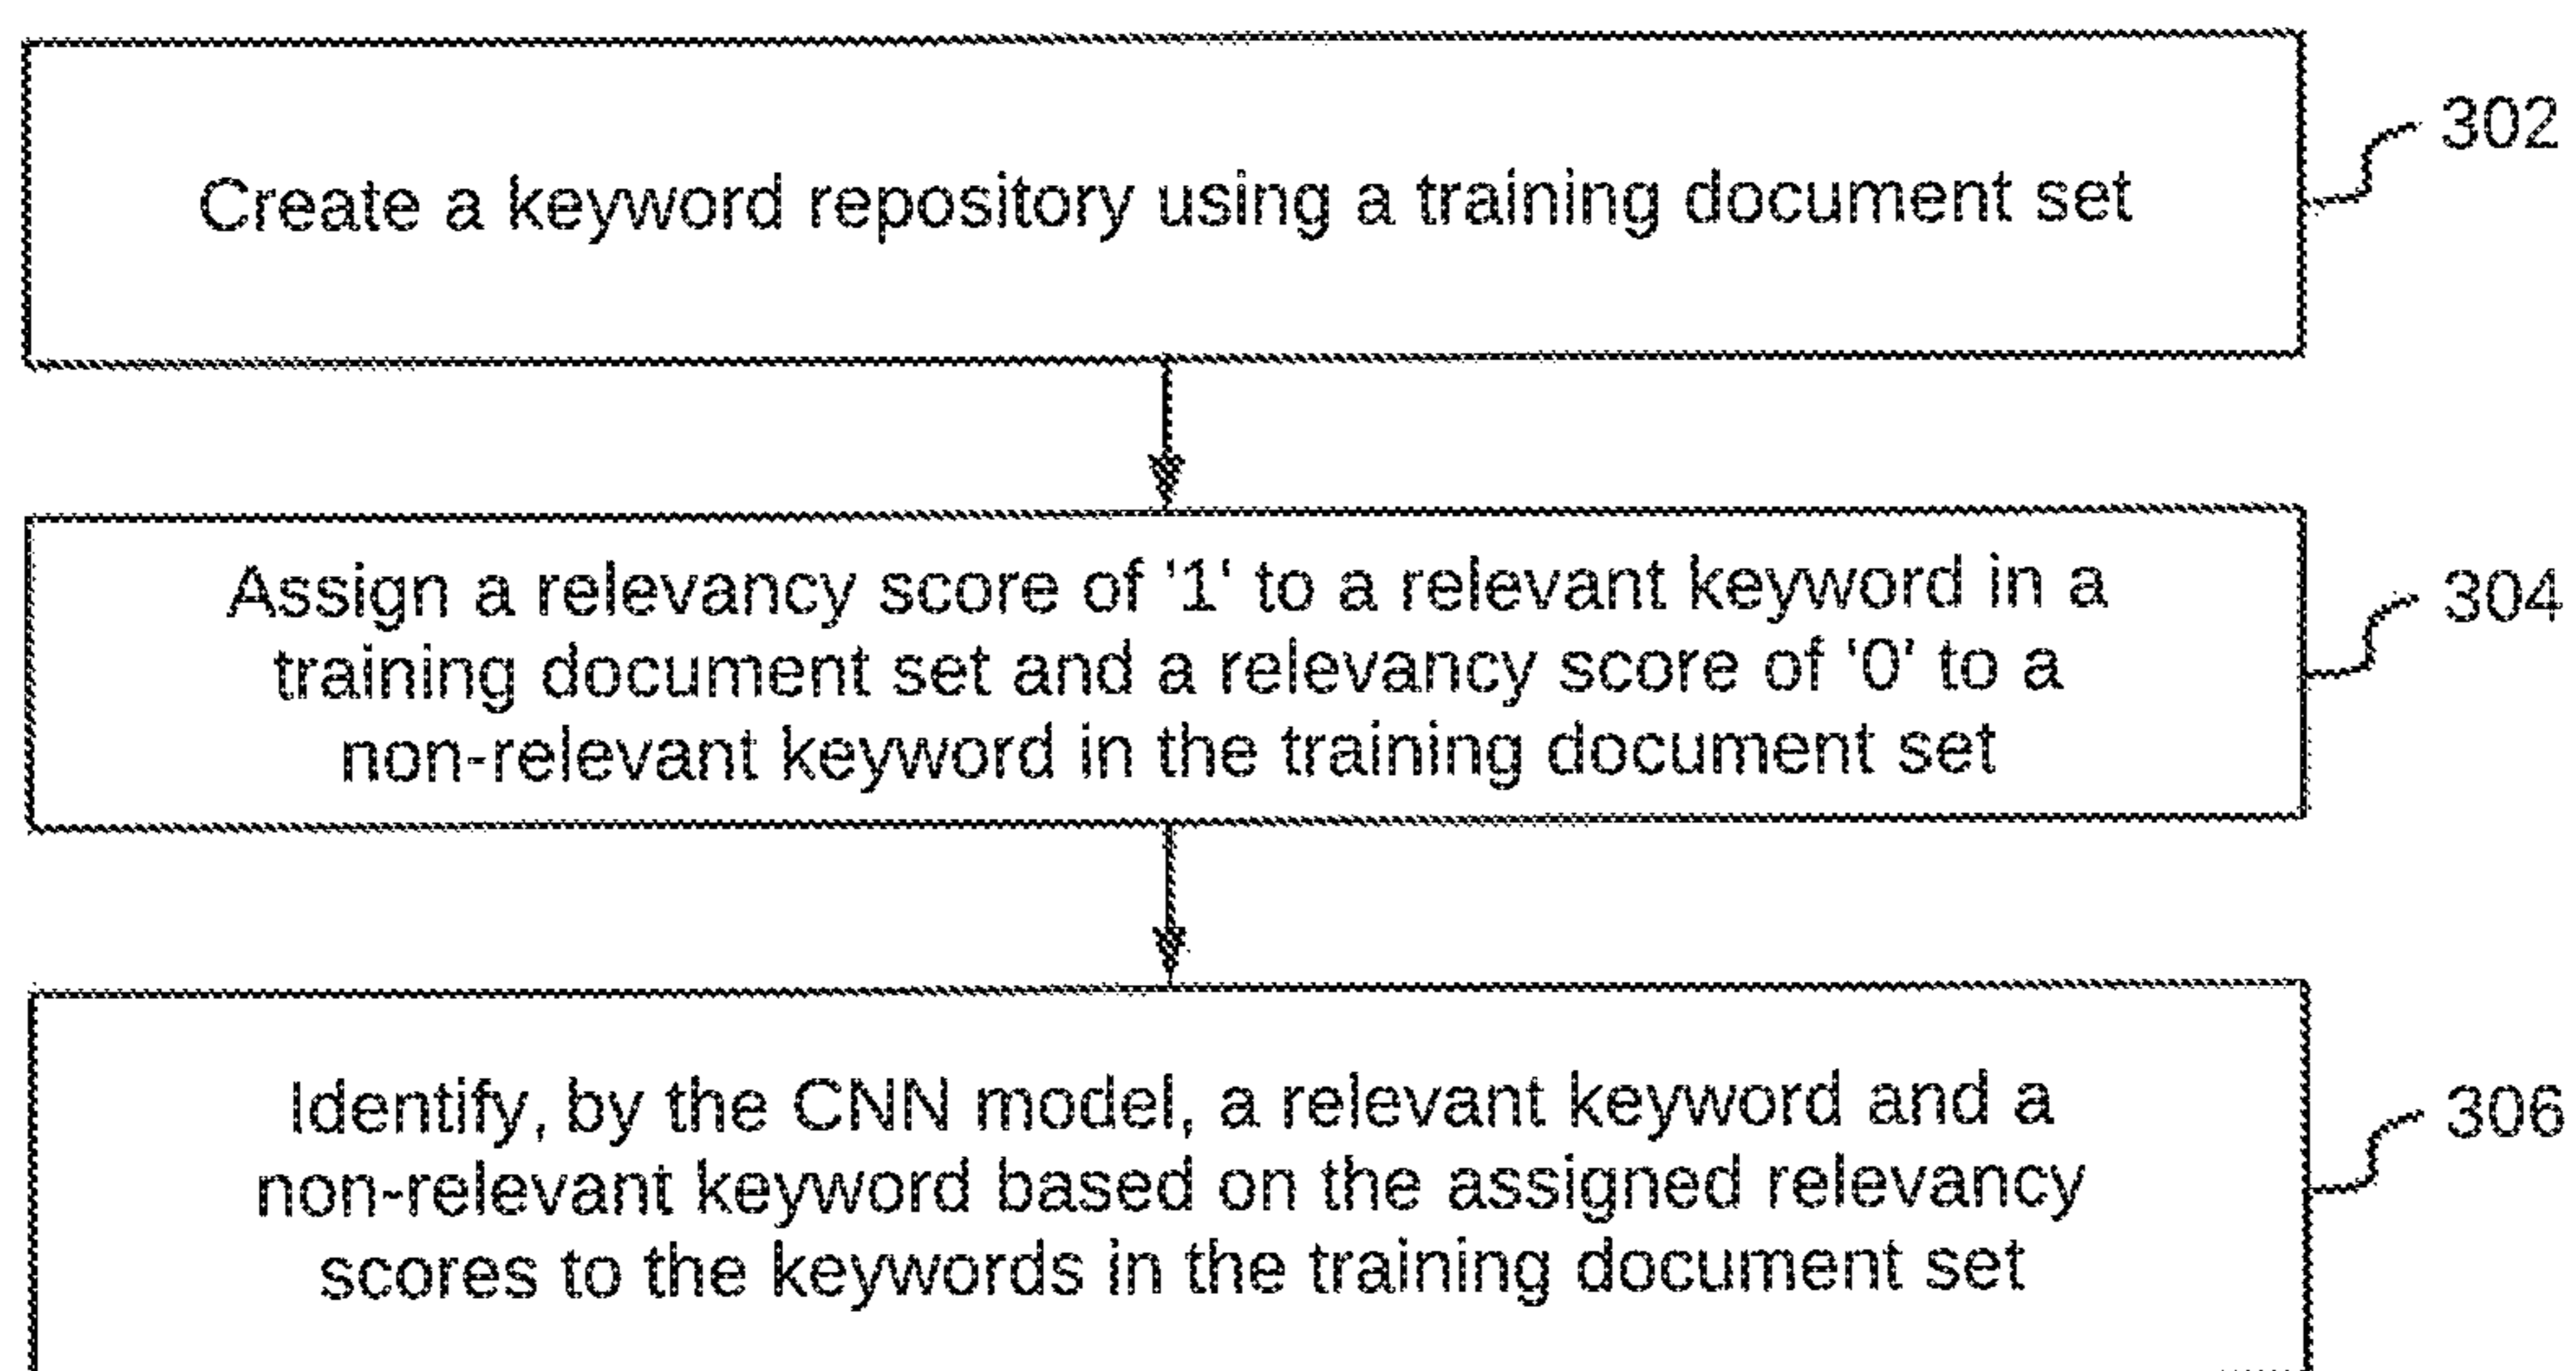 302
Create a keyword repository using a training document set
Assign a relevancy score of '1' to a relevant keyword in a
304
training document set and a relevancy score of '0' to a
non-relevant keyword in the training document set
Identify, by the CNN model, a relevant keyword and a
306
non-relevant keyword based on the assigned relevancy
scores to the keywords in the training document set